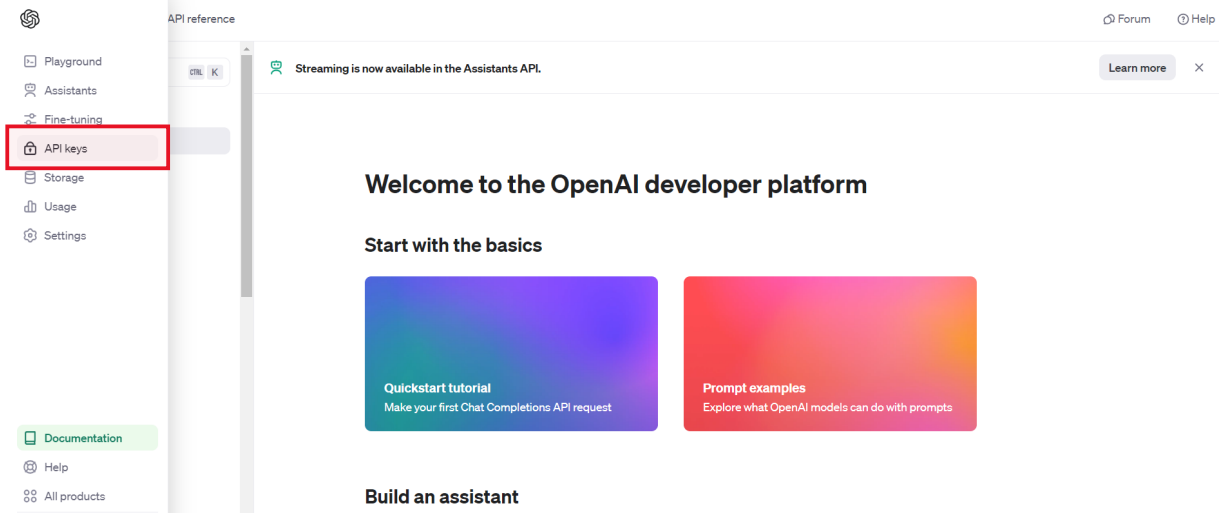 API reference
Forum
Help
Playground
Assistants
Fine-tuning
API keys
Storage
Usage
Settings
Documentation
Help
All products
CTRL K
Streaming is now available in the Assistants API.
Learn more
Welcome to the OpenAI developer platform
Start with the basics
Quickstart tutorial
Make your first Chat Completions API request
Prompt examples
Explore what OpenAI models can do with prompts
Build an assistant